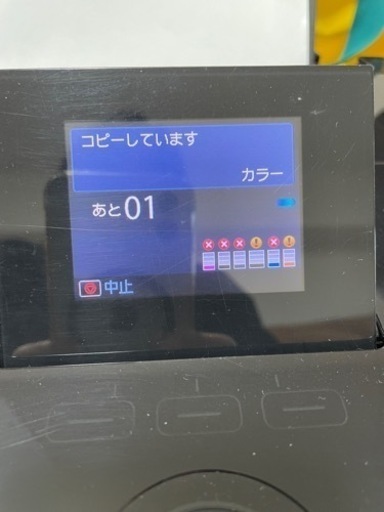 コピーしています
カラー
あと01
中止